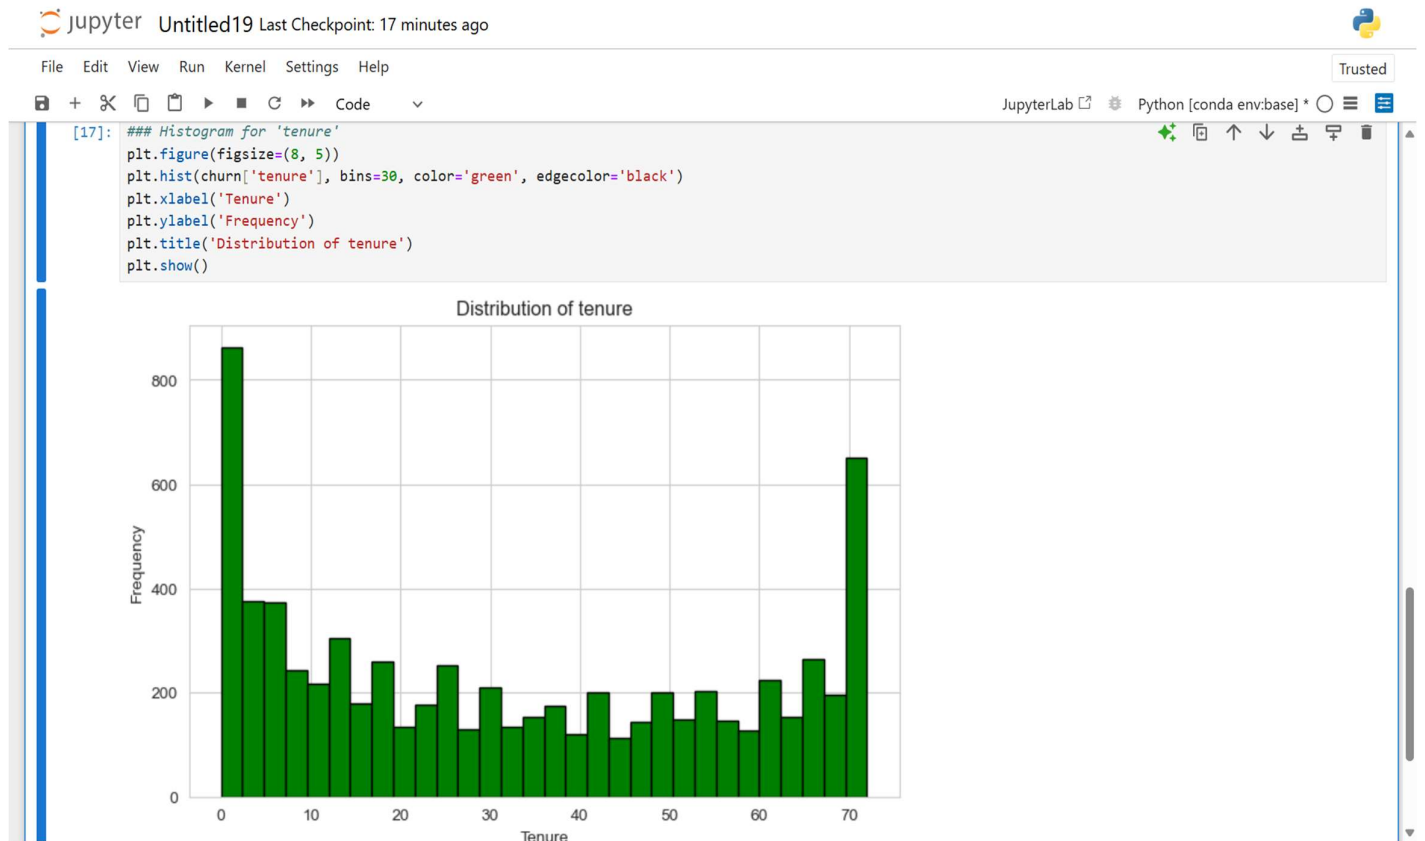 jupyter Untitled19 Last Checkpoint: 17 minutes ago
File Edit View Run Kernel Settings Help
Trusted
Code
JupyterLab Python [conda env:base] *
[17]: ### Histogram for 'tenure'
plt.figure(figsize=(8, 5))
plt.hist(churn['tenure'], bins=30, color='green', edgecolor='black')
plt.xlabel('Tenure')
plt.ylabel('Frequency')
plt.title('Distribution of tenure')
plt.show()
Distribution of tenure
800
600
400
200
0
Frequency
0 10 20 30 40 50 60 70
Tenure